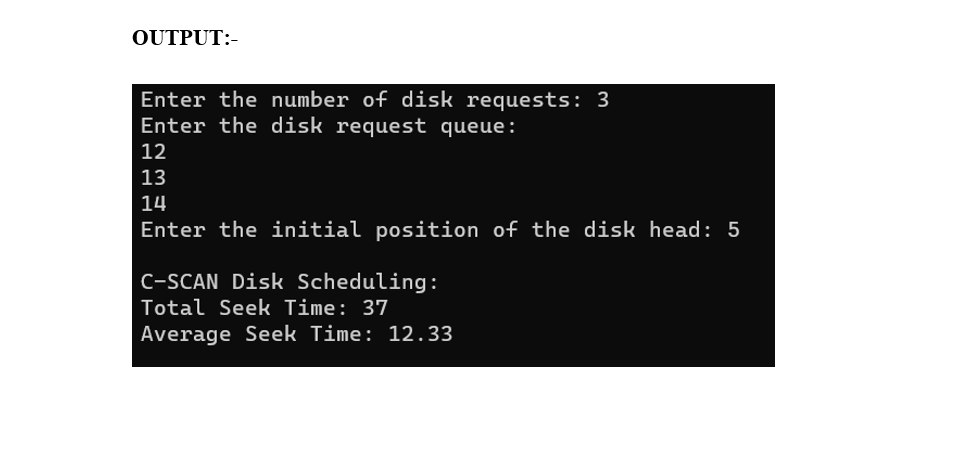 OUTPUT:-
Enter the number of disk requests: 3
Enter the disk request queue:
12
13
14
Enter the initial position of the disk head: 5
C-SCAN Disk Scheduling:
Total Seek Time: 37
Average Seek Time: 12.33